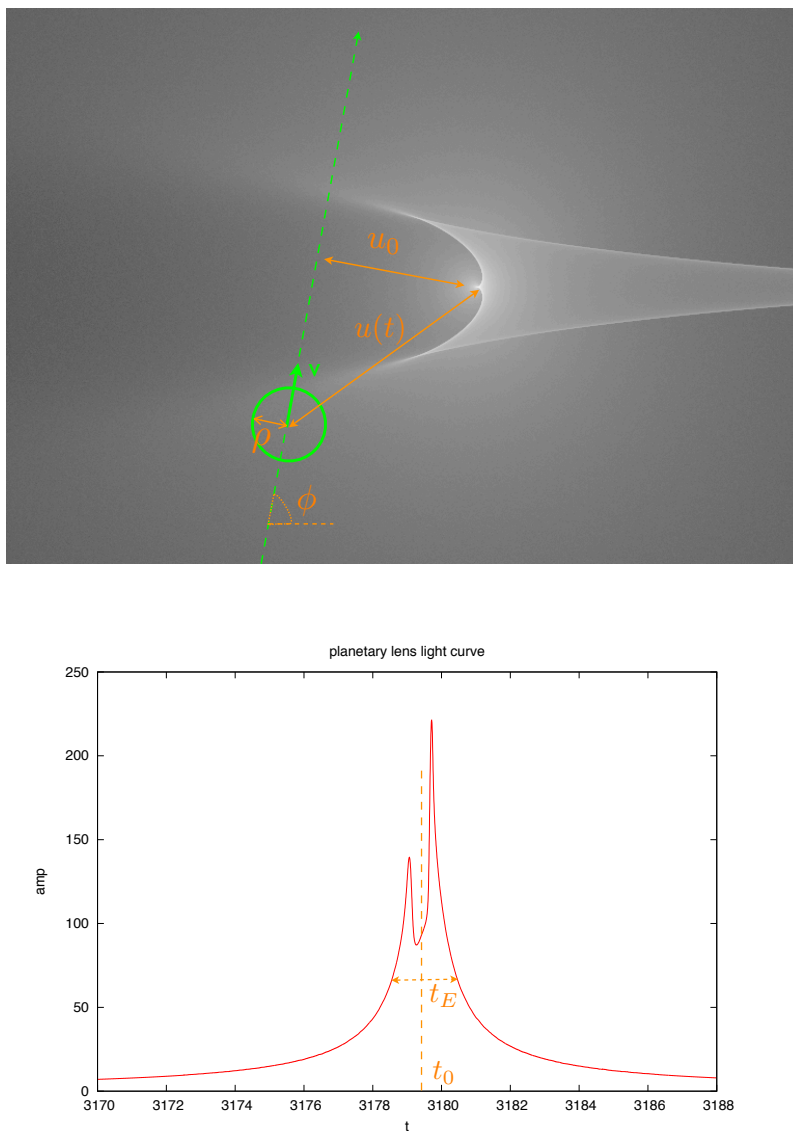 u₀
u(t)
v
ρ
ϕ
planetary lens light curve
250
200
150
100
50
0
amp
t_E
t₀
3170 3172 3174 3176 3178 3180 3182 3184 3186 3188
t